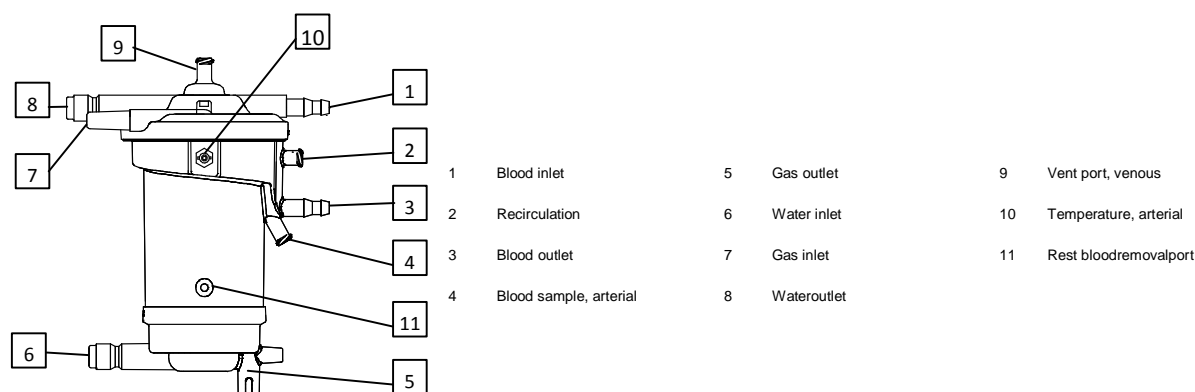 10
9
8
1
2
7
3
4
11
6
5
1 Blood inlet 5 Gas outlet 9 Vent port, venous
2 Recirculation 6 Water inlet 10 Temperature, arterial
3 Blood outlet 7 Gas inlet 11 Rest bloodremovalport
4 Blood sample, arterial 8 Wateroutlet